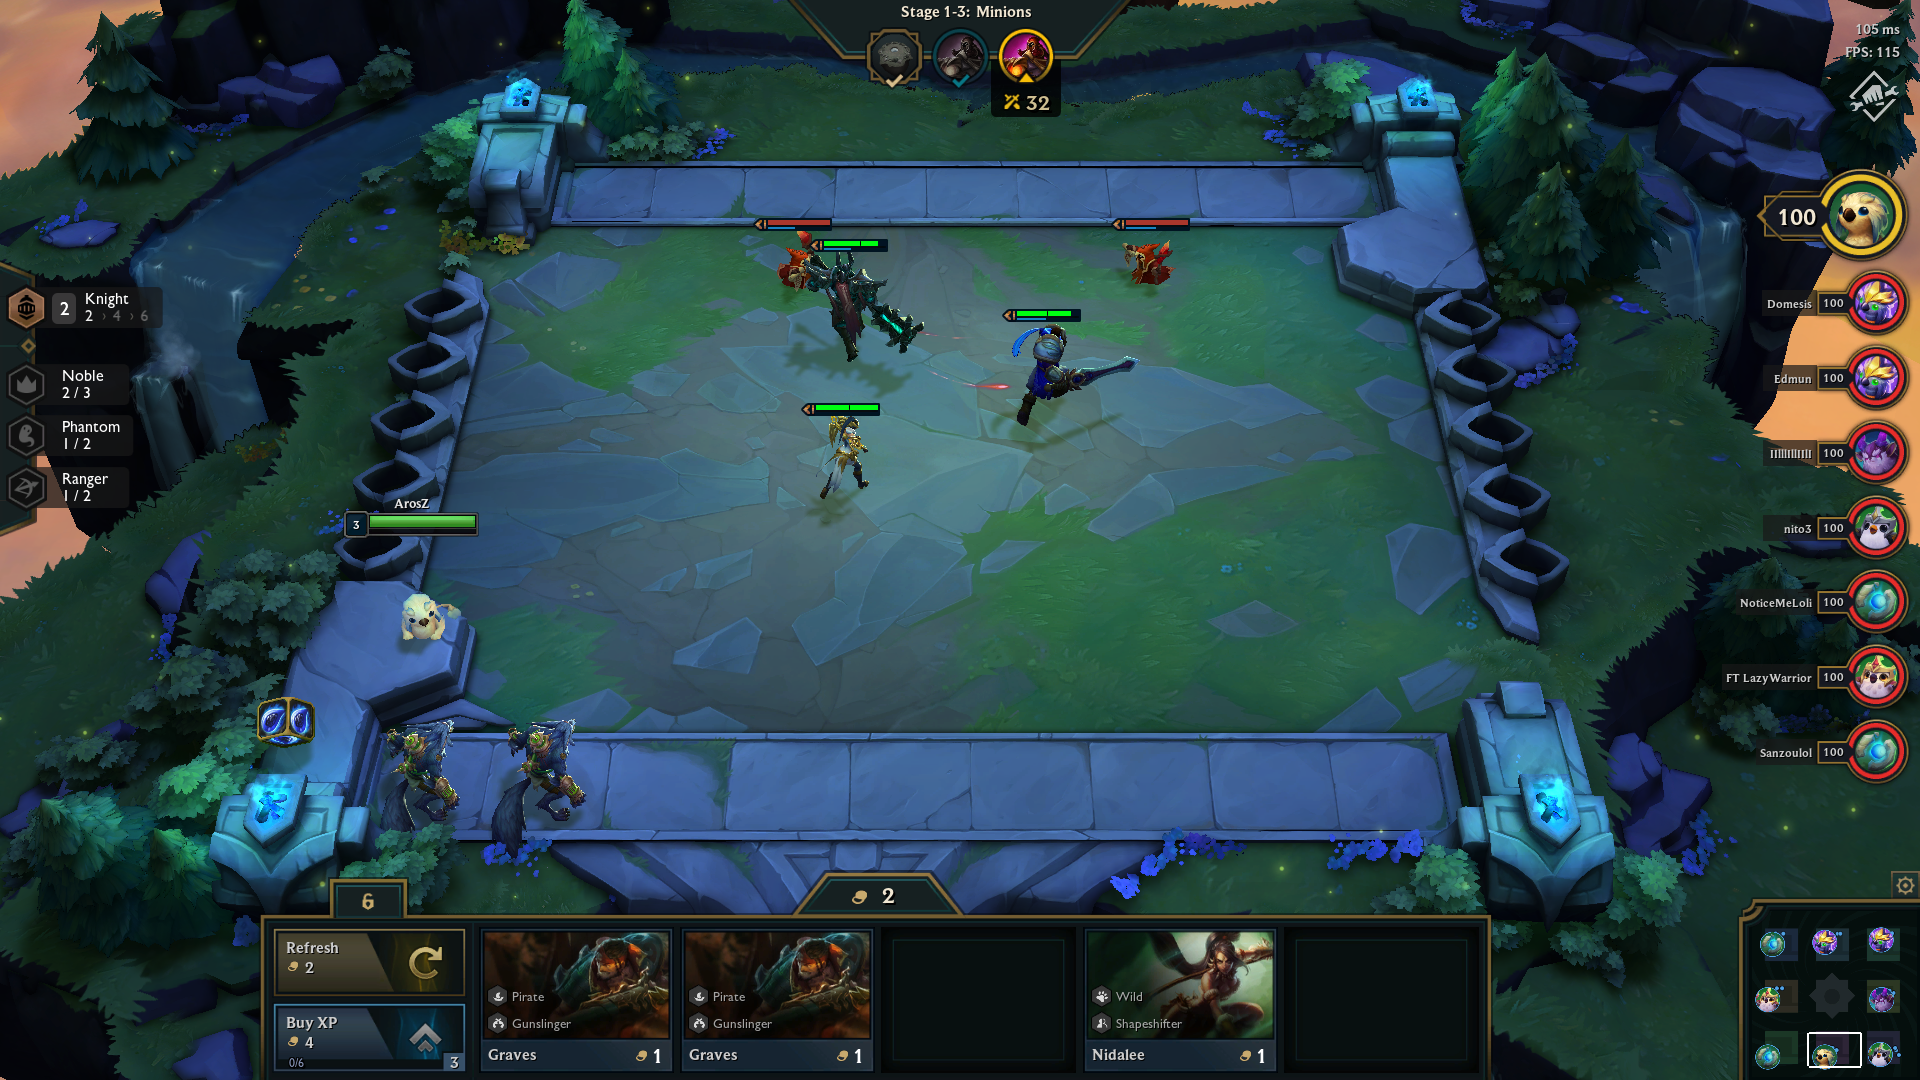 Stage 1-3: Minions
32
105 ms
FPS: 115
100
Domesis 100
Edmun 100
100
nito3 100
NoticeMeLoli 100
FT LazyWarrior 100
Sanzoulol 100
2 Knight
2 › 4 › 6
Noble
2 / 3
Phantom
1 / 2
Ranger
1 / 2
ArosZ
3
6
2
Refresh
2
Buy XP
4
0/6
3
Pirate
Gunslinger
Graves 1
Pirate
Gunslinger
Graves 1
Wild
Shapeshifter
Nidalee 1